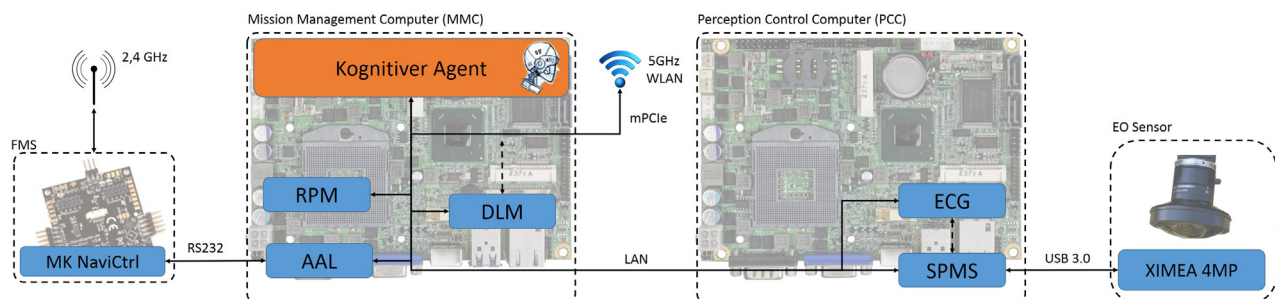 Mission Management Computer (MMC)
Perception Control Computer (PCC)
2,4 GHz
Kognitiver Agent
5GHz
WLAN
mPCIe
EO Sensor
FMS
RPM
DLM
ECG
MK NaviCtrl
RS232
AAL
LAN
SPMS
USB 3.0
XIMEA 4MP